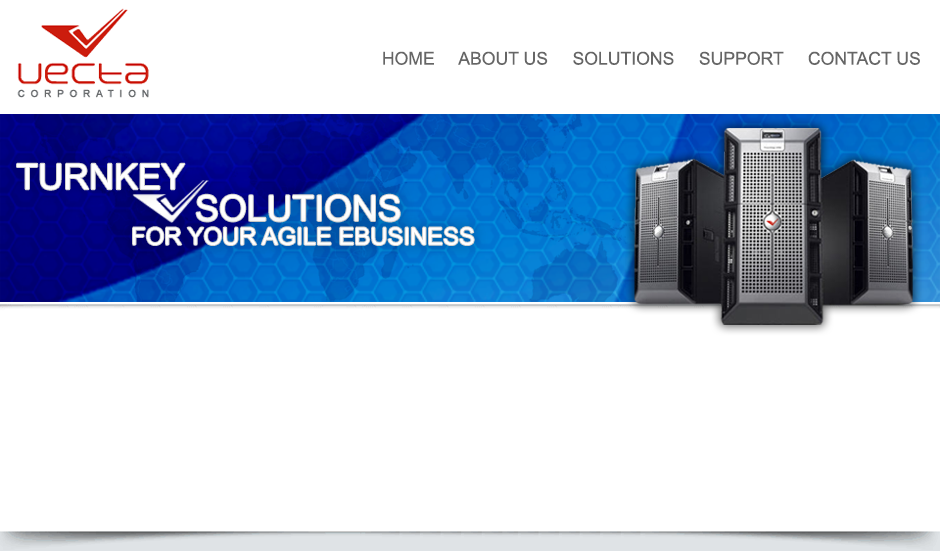 vecta
CORPORATION
HOME ABOUT US SOLUTIONS SUPPORT CONTACT US
TURNKEY
SOLUTIONS
FOR YOUR AGILE EBUSINESS